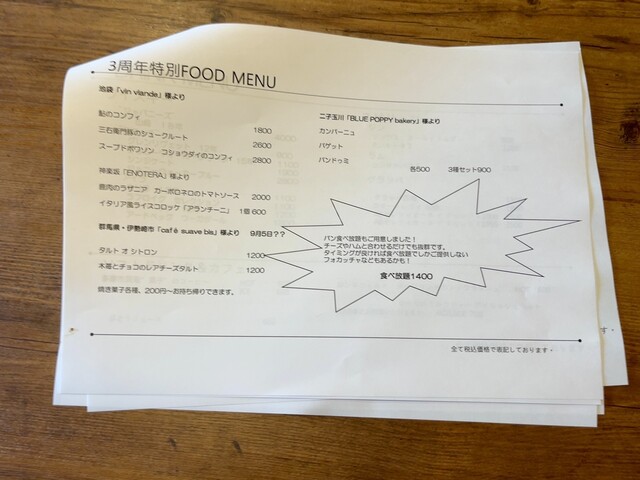 3周年特別FOOD MENU
池袋「vin viande」様より
鮎のコンフィ 1800
三右衛門豚のシュークルート 2600
スープドポワソン コショウダイのコンフィ 2800
神楽坂「ENOTERA」様より
鹿肉のラザニア カーボロネロのトマトソース 2000
イタリア風ライスコロッケ「アランチーニ」 1個600
群馬県・伊勢崎市「café suave bis」様より 9月5日??
タルト オ シトロン 1200
木苺とチョコのレアチーズタルト 1200
焼き菓子各種、200円～お持ち帰りできます。
二子玉川「BLUE POPPY bakery」様より
カンパーニュ
バゲット
パンドゥミ
各500 3種セット900
パン食べ放題もご用意しました！
チーズやハムと合わせるだけでも抜群です。
タイミングが良ければ食べ放題でしかご提供しない
フォカッチャなどもあるかも！
食べ放題1400
全て税込価格で表記しております。
す。